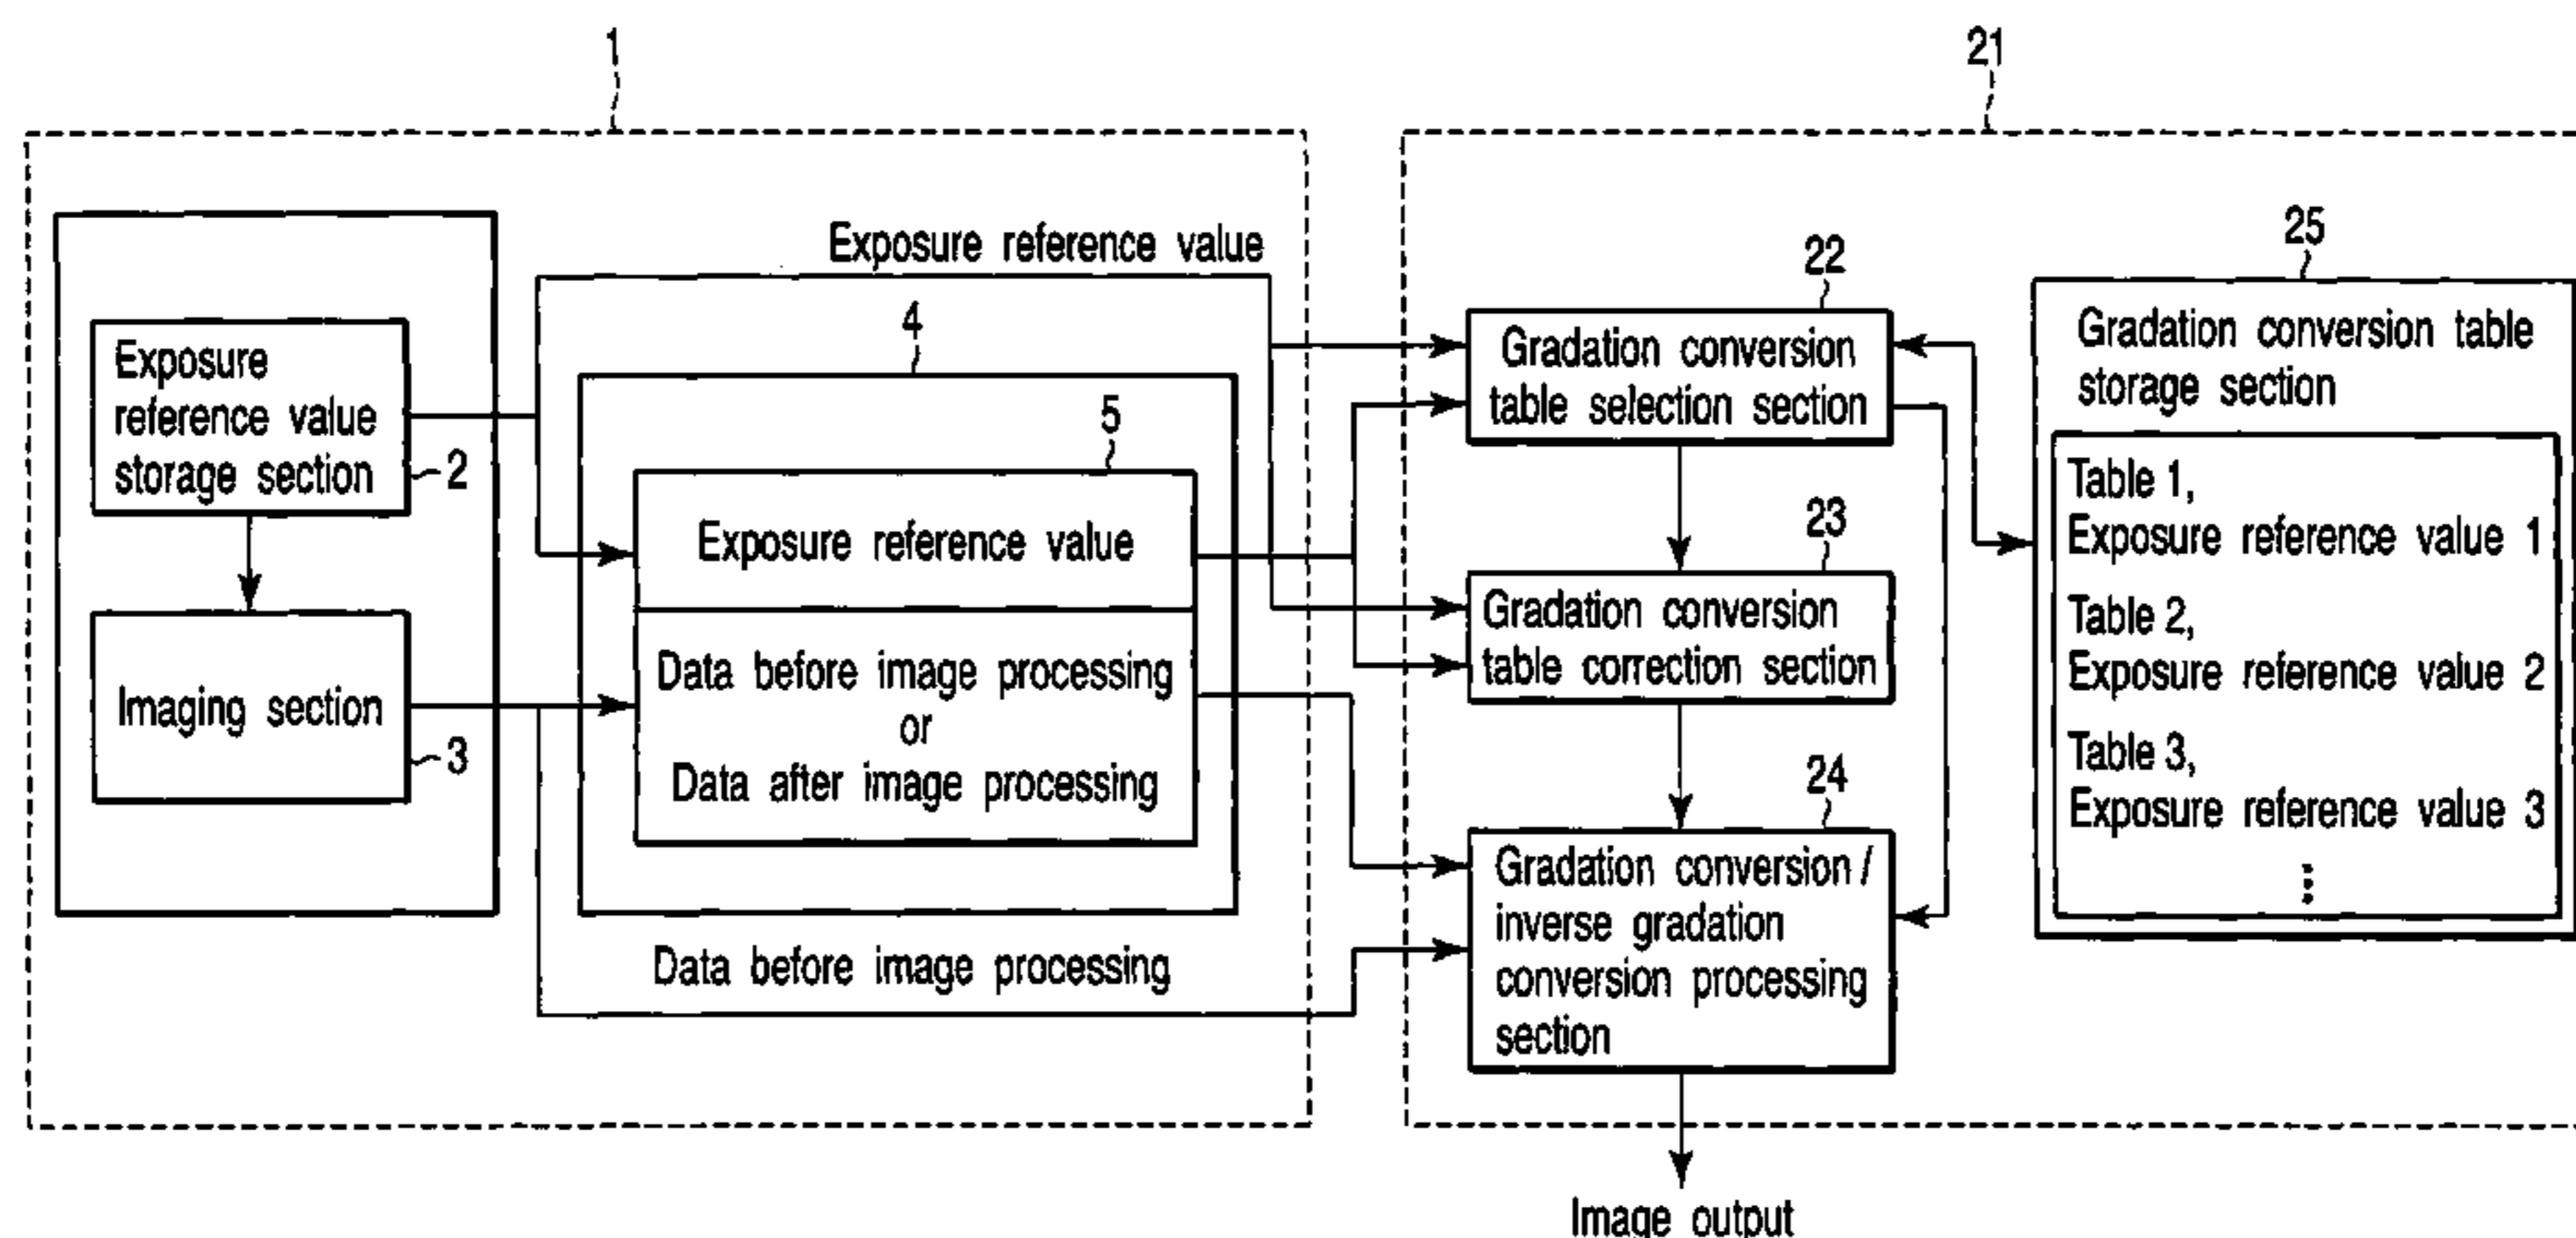 1
21
Exposure reference value
Exposure
reference value
storage section
2
Imaging section
3
4
5
Exposure reference value
Data before image processing
or
Data after image processing
Data before image processing
22
Gradation conversion
table selection section
23
Gradation conversion
table correction section
24
Gradation conversion /
inverse gradation
conversion processing
section
25
Gradation conversion table
storage section
Table 1,
Exposure reference value 1
Table 2,
Exposure reference value 2
Table 3,
Exposure reference value 3
⋮
Image output